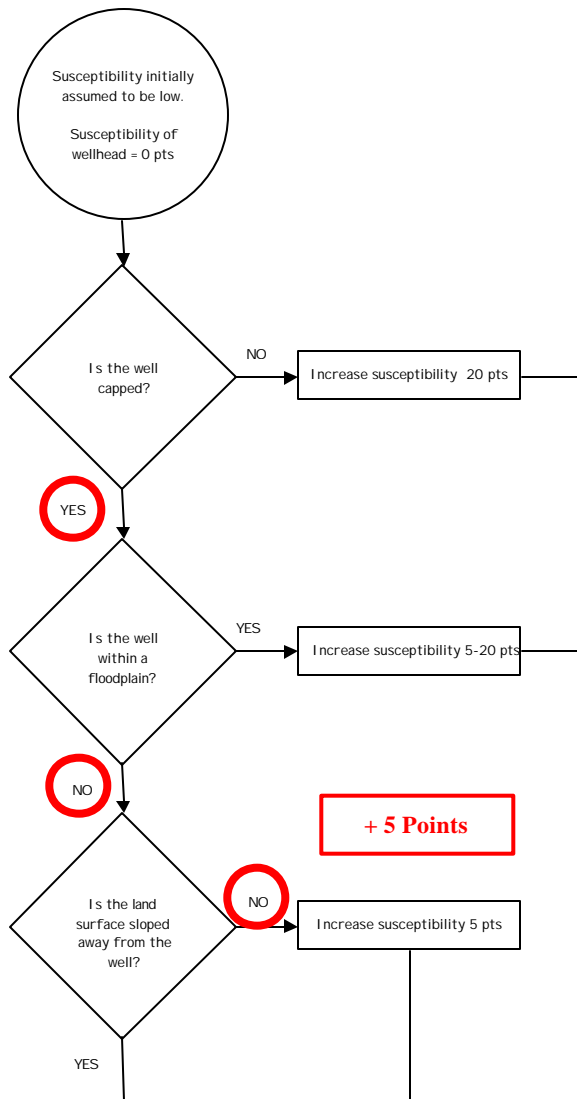 Susceptibility initially
assumed to be low.
Susceptibility of
wellhead = 0 pts
Is the well
capped?
NO
Increase susceptibility 20 pts
YES
Is the well
within a
floodplain?
YES
Increase susceptibility 5-20 pts
NO
+ 5 Points
Is the land
surface sloped
away from the
well?
NO
Increase susceptibility 5 pts
YES